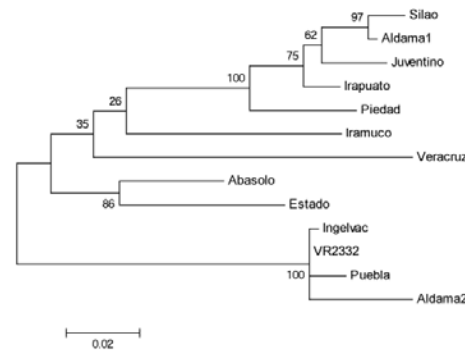 Silao
97
Aldama1
62
Juventino
75
Irapuato
100
Piedad
26
Iramuco
35
Veracruz
Abasolo
86
Estado
Ingelvac
VR2332
100
Puebla
Aldama2
0.02